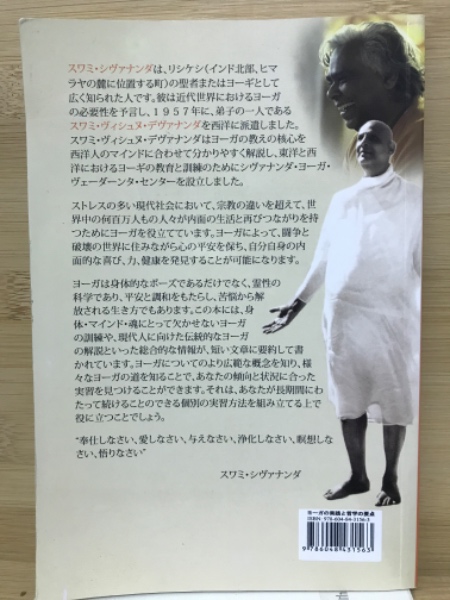 スワミ・シヴァナンダは、リシケシ(インド北部、ヒマ
ラヤの麓に位置する町)の聖者またはヨーギとして
広く知られた人です。彼は近代世界におけるヨーガ
の必要性を予言し、1957年に、弟子の一人である
スワミ・ヴィシュヌ・デヴァナンダを西洋に派遣しました。
スワミ・ヴィシュヌ・デヴァナンダはヨーガの教えの核心を
西洋人のマインドに合わせて分かりやすく解説し、東洋と西
洋におけるヨーギの教育と訓練のためにシヴァナンダ・ヨーガ・
ヴェーダーンタ・センターを設立しました。
ストレスの多い現代社会において、宗教の違いを超えて、世
界中の何百万人もの人々が内面の生活と再びつながりを持
つためにヨーガを役立てています。ヨーガによって、闘争と
破壊の世界に住みながら心の平安を保ち、自分自身の内
面的な喜び、力、健康を発見することが可能になります。
ヨーガは身体的なポーズであるだけでなく、霊性の
科学であり、平安と調和をもたらし、苦悩から解
放される生き方でもあります。この本には、身
体・マインド・魂にとって欠かせないヨーガ
の訓練や、現代人に向けた伝統的なヨーガ
の解説といった総合的な情報が、短い文章に要約して書
かれています。ヨーガについてのより広範な概念を知り、様
々なヨーガの道を知ることで、あなたの傾向と状況に合った
実習を見つけることができます。それは、あなたが長期間にわ
たって続けることのできる個別の実習方法を組み立てる上で
役に立つことでしょう。
"奉仕しなさい、愛しなさい、与えなさい、浄化しなさい、瞑想しな
さい、悟りなさい"
スワミ・シヴァナンダ
ヨーガの実践と哲学の要点
ISBN: 978-604-84-3156-3
9 786048 431563